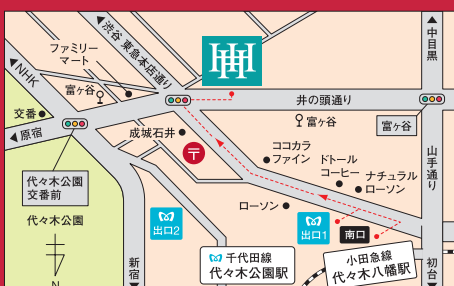 渋谷 東急本店通り
▲中目黒
ファミリー
マート
NHK
富ヶ谷
井の頭通り
交番
原宿
成城石井
富ヶ谷
富ヶ谷
ココカラ
ファイン
ドトール
コーヒー
ナチュラル
ローソン
山手通り
代々木公園
交番前
ローソン
代々木公園
出口2
出口1
南口
千代田線
代々木公園駅
小田急線
代々木八幡駅
新宿
初台
N